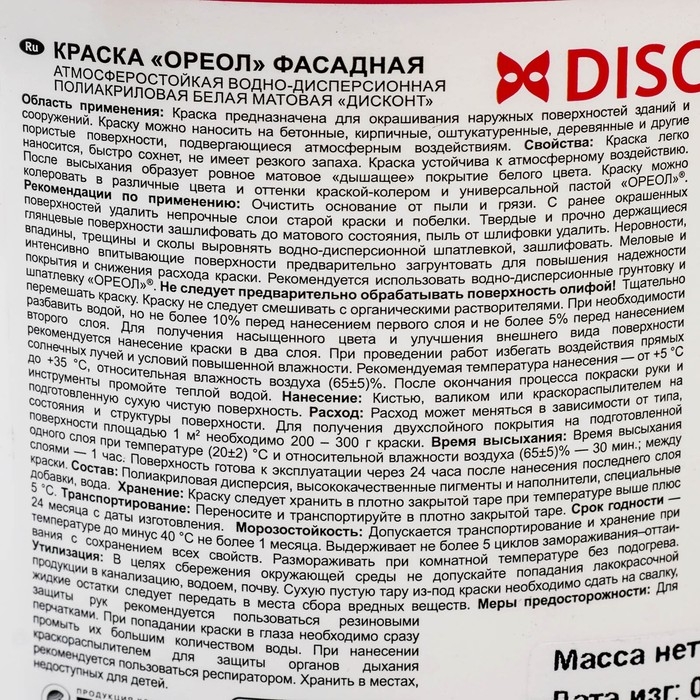 Ru
КРАСКА «ОРЕОЛ» ФАСАДНАЯ
АТМОСФЕРОСТОЙКАЯ ВОДНО-ДИСПЕРСИОННАЯ
ПОЛИАКРИЛОВАЯ БЕЛАЯ МАТОВАЯ «ДИСКОНТ»
DISC
Область применения: Краска предназначена для окрашивания наружных поверхностей зданий и
сооружений. Краску можно наносить на бетонные, кирпичные, оштукатуренные, деревянные и другие
пористые поверхности, подвергающиеся атмосферным воздействиям. Свойства: Краска легко
наносится, быстро сохнет, не имеет резкого запаха. Краска устойчива к атмосферному воздействию.
После высыхания образует ровное матовое «дышащее» покрытие белого цвета. Краску можно
колеровать в различные цвета и оттенки краской-колером и универсальной пастой «ОРЕОЛ»®.
Рекомендации по применению: Очистить основание от пыли и грязи. С ранее окрашенных
поверхностей удалить непрочные слои старой краски и побелки. Твердые и прочно держащиеся
глянцевые поверхности зашлифовать до матового состояния, пыль от шлифовки удалить. Неровности,
впадины, трещины и сколы выровнять водно-дисперсионной шпатлевкой, зашлифовать. Меловые и
интенсивно впитывающие поверхности предварительно загрунтовать для повышения надежности
покрытия и снижения расхода краски. Рекомендуется использовать водно-дисперсионные грунтовку и
шпатлевку «ОРЕОЛ»®. Не следует предварительно обрабатывать поверхность олифой! Тщательно
перемешать краску. Краску не следует смешивать с органическими растворителями. При необходимости
разбавить водой, но не более 10% перед нанесением первого слоя и не более 5% перед нанесением
второго слоя. Для получения насыщенного цвета и улучшения внешнего вида поверхности
рекомендуется нанесение краски в два слоя. При проведении работ избегать воздействия прямых
солнечных лучей и условий повышенной влажности. Рекомендуемая температура нанесения — от +5 °С
до +35 °С, относительная влажность воздуха (65±5)%. После окончания процесса покраски руки и
инструменты промойте теплой водой. Нанесение: Кистью, валиком или краскораспылителем на
подготовленную сухую чистую поверхность. Расход: Расход может меняться в зависимости от типа,
состояния и структуры поверхности. Для получения двухслойного покрытия на подготовленной
поверхности площадью 1 м² необходимо 200 – 300 г краски. Время высыхания: Время высыхания
одного слоя при температуре (20±2) °С и относительной влажности воздуха (65±5)% — 30 мин.; между
слоями — 1 час. Поверхность готова к эксплуатации через 24 часа после нанесения последнего слоя
краски. Состав: Полиакриловая дисперсия, высококачественные пигменты и наполнители, специальные
добавки, вода. Хранение: Краску следует хранить в плотно закрытой таре при температуре выше плюс
5 °С. Транспортирование: Переносите и транспортируйте в плотно закрытой таре. Срок годности —
24 месяца с даты изготовления. Морозостойкость: Допускается транспортирование и хранение при
температуре до минус 40 °С не более 1 месяца. Выдерживает не более 5 циклов замораживания–оттаи-
вания с сохранением всех свойств. Размораживать при комнатной температуре без подогрева.
Утилизация: В целях сбережения окружающей среды не допускайте попадания лакокрасочной
продукции в канализацию, водоем, почву. Сухую пустую тару из-под краски необходимо сдать на свалку,
жидкие остатки следует передать в места сбора вредных веществ. Меры предосторожности: Для
защиты рук рекомендуется пользоваться резиновыми
перчатками. При попадании краски в глаза необходимо сразу
промыть их большим количеством воды. При нанесении
краскораспылителем для защиты органов дыхания
рекомендуется пользоваться респиратором. Хранить в местах,
недоступных для детей.
Масса нет
Дата изг: